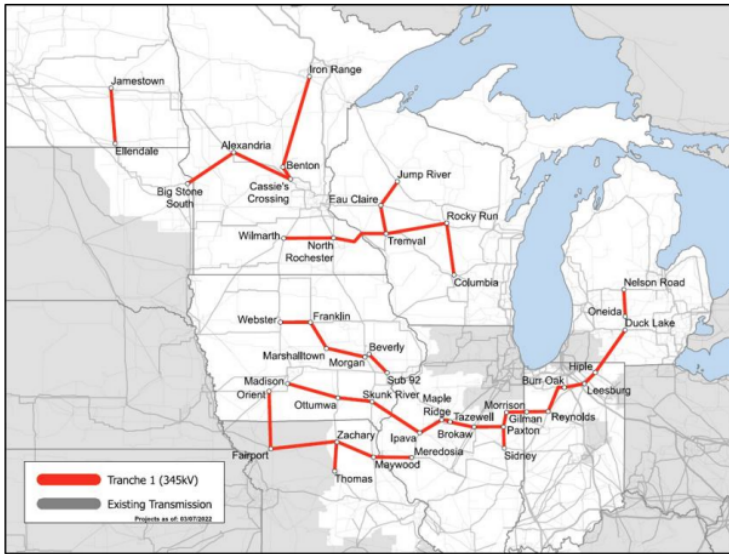 Iron Range
Jamestown
Alexandria
Ellendale
Benton
Big Stone
South
Cassie's
Crossing
Jump River
Eau Claire
Rocky Run
Wilmarth
North
Rochester
Tremval
Columbia
Nelson Road
Oneida
Duck Lake
Webster
Franklin
Marshalltown
Beverly
Morgan
Sub 92
Hiple
Burr Oak
Leesburg
Madison
Orient
Ottumwa
Skunk River
Maple
Ridge
Tazewell
Morrison
Gilman
Paxton
Reynolds
Ipava
Brokaw
Sidney
Zachary
Fairport
Maywood
Meredosia
Thomas
Tranche 1 (345kV)
Existing Transmission
Projects as of: 03/07/2022